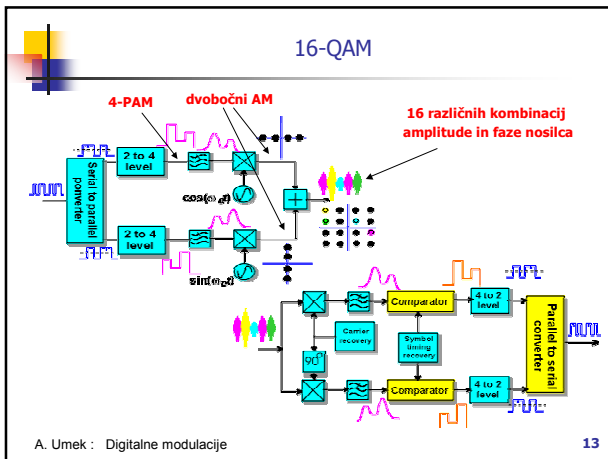 16-QAM
4-PAM
dvobočni AM
16 različnih kombinacij
amplitude in faze nosilca
Serial to parallel
converter
2 to 4
level
cos(ω₀t)
2 to 4
level
sin(ω₀t)
Carrier
recovery
90°
Comparator
Symbol
timing
recovery
Comparator
4 to 2
level
4 to 2
level
Parallel to serial
converter
A. Umek : Digitalne modulacije
13